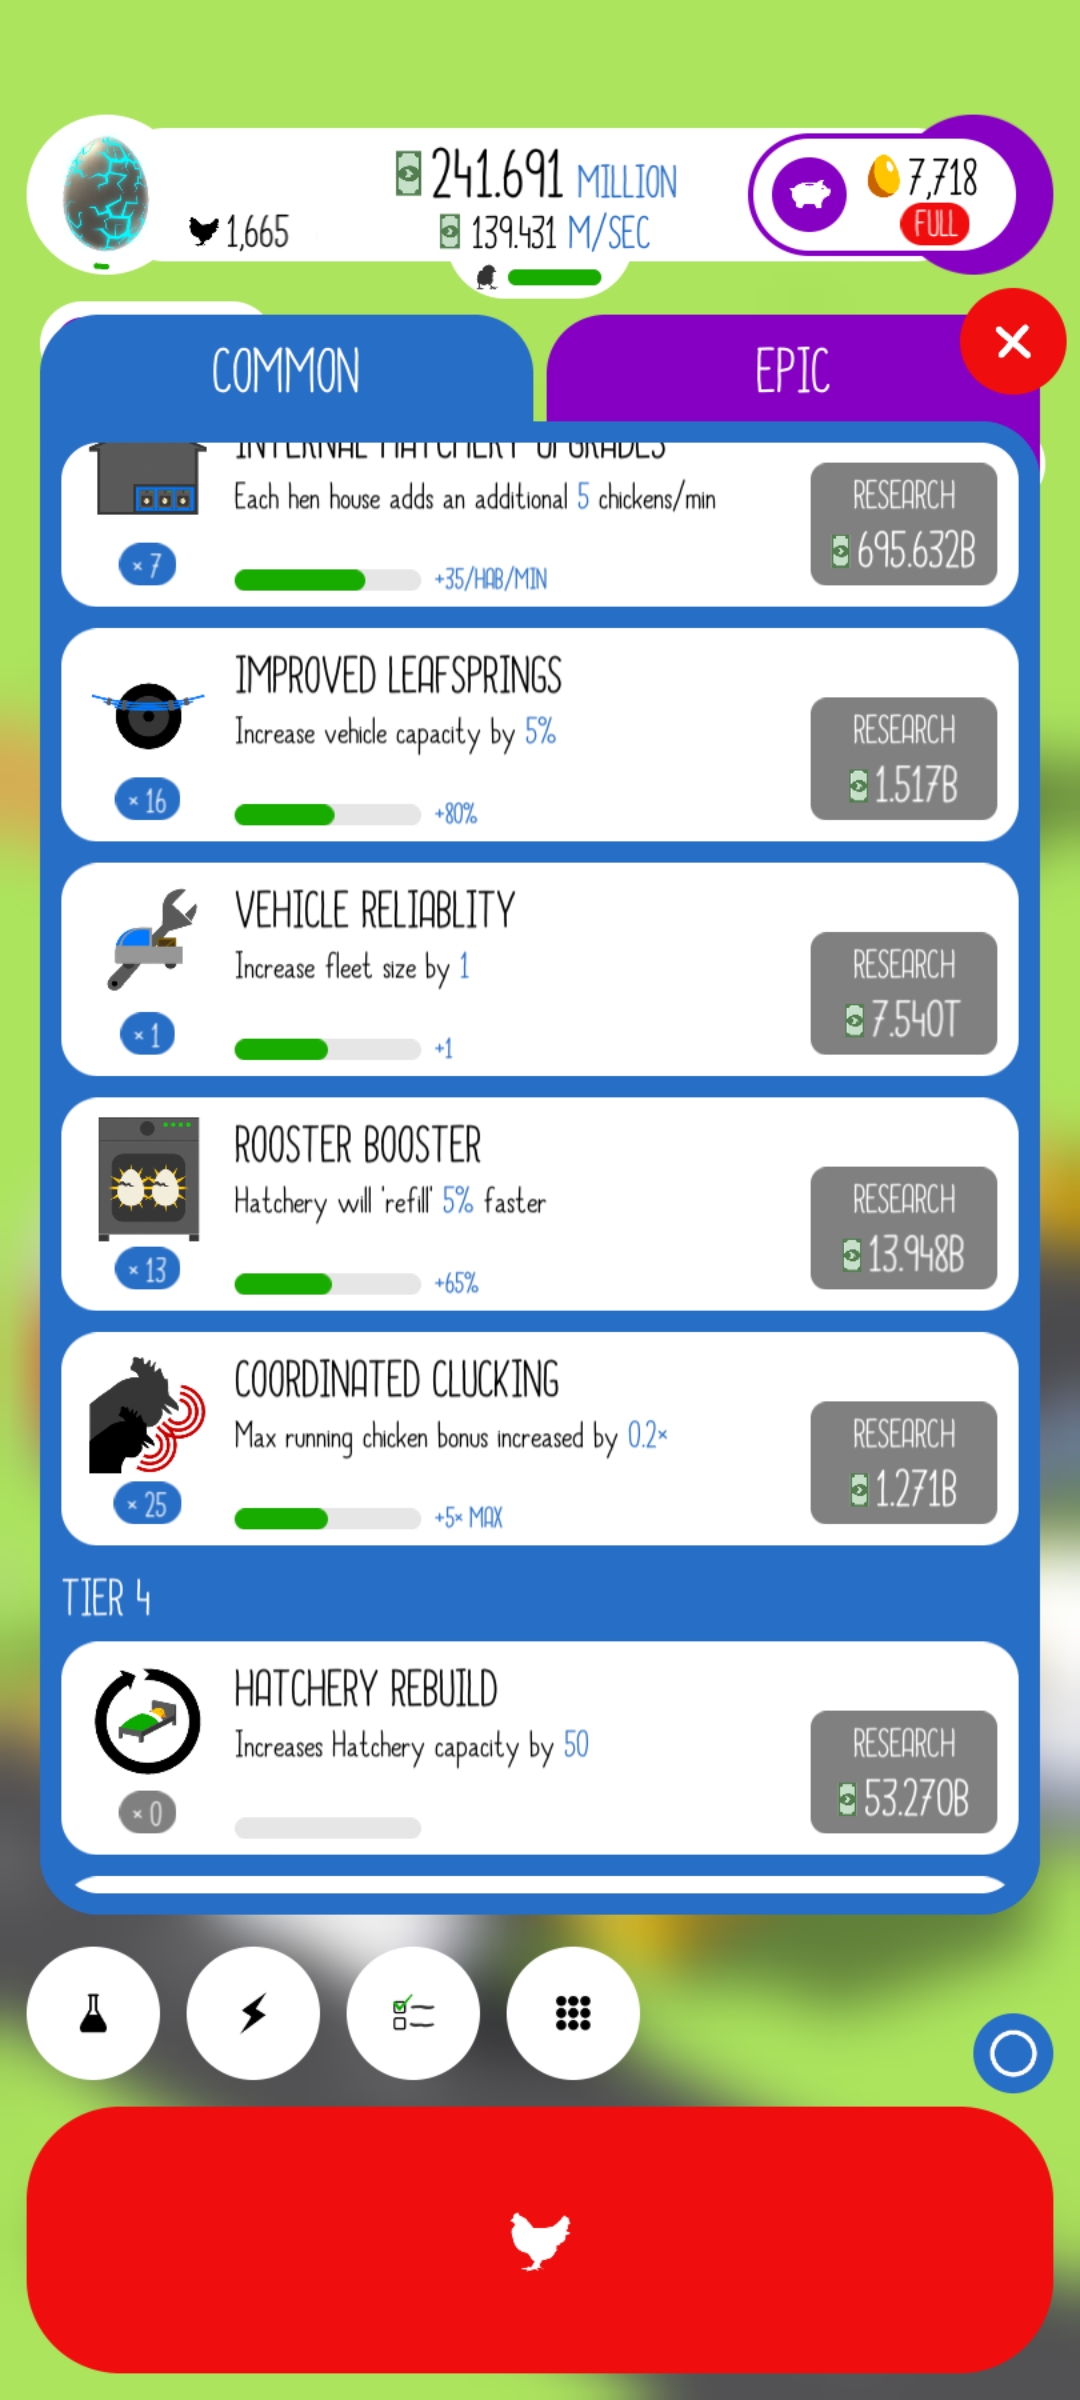 241.691 MILLION
1,665
139.431 M/SEC
7,718
FULL
COMMON
EPIC
INTERNAL HATCHERY UPGRADES
Each hen house adds an additional 5 chickens/min
RESEARCH
695.632B
× 7
+35/HAB/MIN
IMPROVED LEAFSPRINGS
Increase vehicle capacity by 5%
RESEARCH
1.517B
× 16
+80%
VEHICLE RELIABLITY
Increase fleet size by 1
RESEARCH
7.540T
× 1
+1
ROOSTER BOOSTER
Hatchery will 'refill' 5% faster
RESEARCH
13.948B
× 13
+65%
COORDINATED CLUCKING
Max running chicken bonus increased by 0.2×
RESEARCH
1.271B
× 25
+5× MAX
TIER 4
HATCHERY REBUILD
Increases Hatchery capacity by 50
RESEARCH
53.270B
× 0